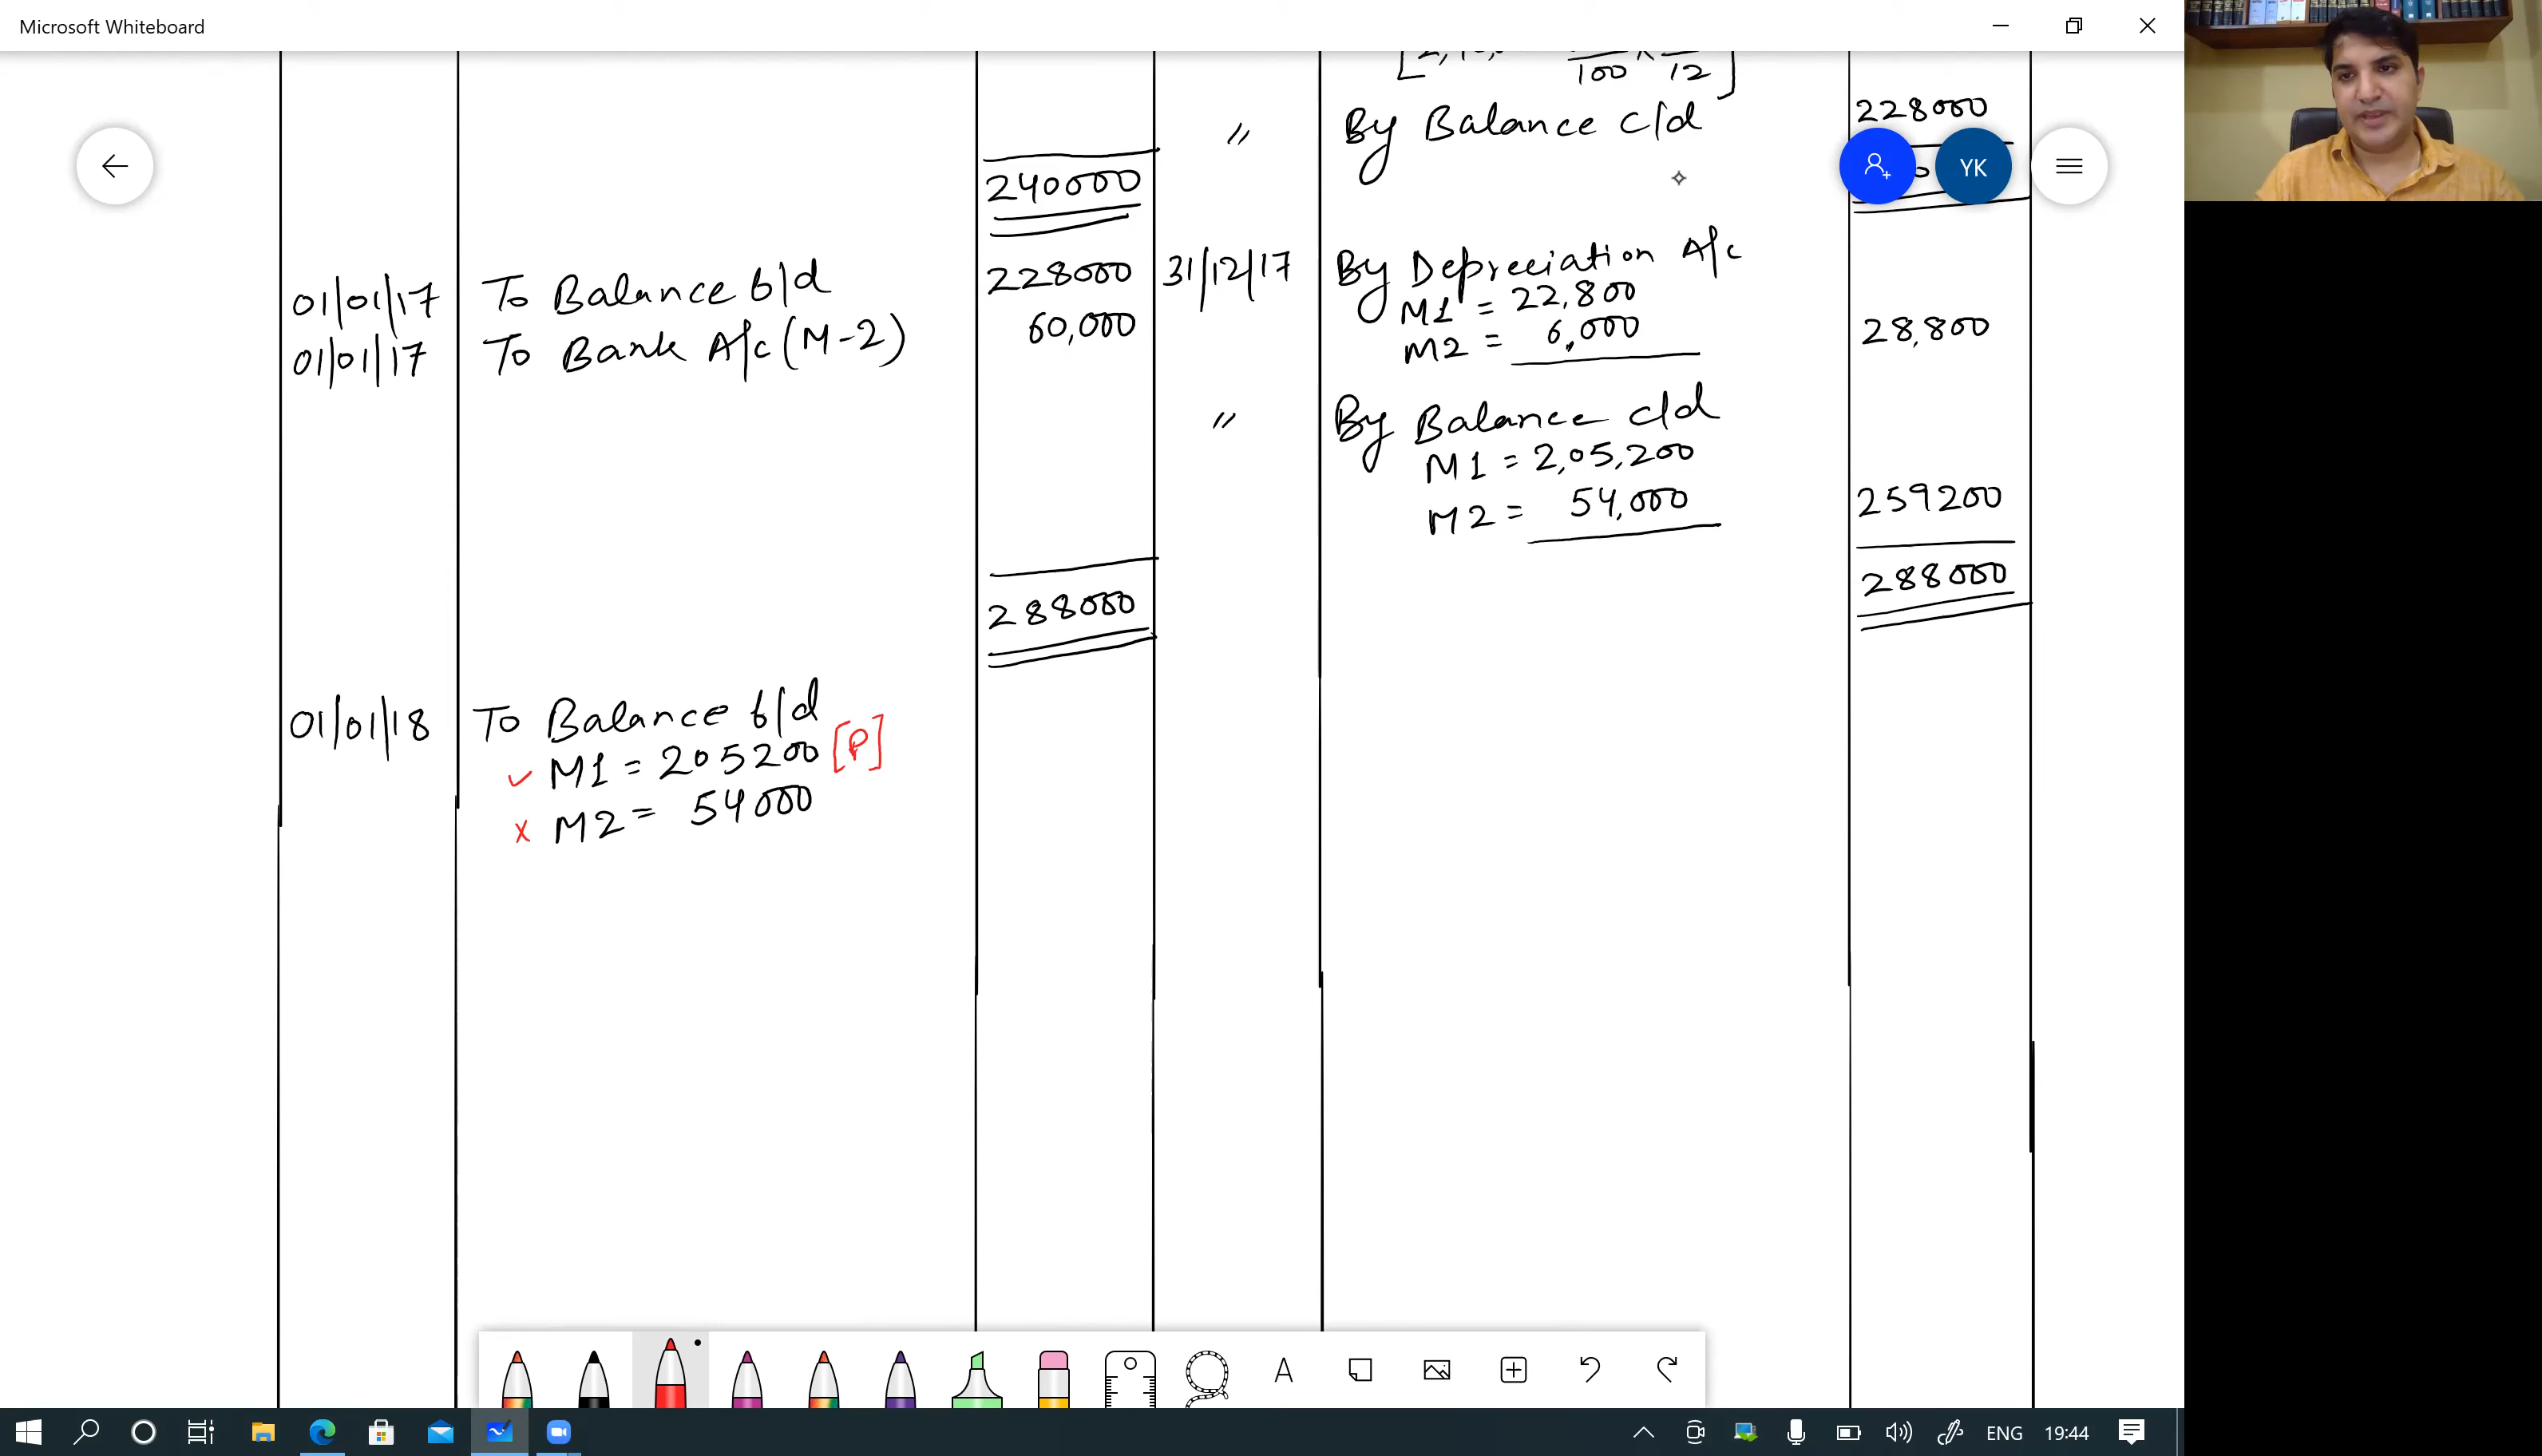 Microsoft Whiteboard
100 12
" By Balance c/d 228000
240000
YK
01/01/17 To Balance b/d 228000 31/12/17 By Depreciation A/c
M1 = 22,800
01/01/17 To Bank A/c (M-2) 60,000 M2 = 6,000 28,800
" By Balance c/d
M1 = 2,05,200
M2 = 54,000 259200
288000 288000
01/01/18 To Balance b/d
✓ M1 = 205200 [P]
x M2 = 54000
A
ENG 19:44